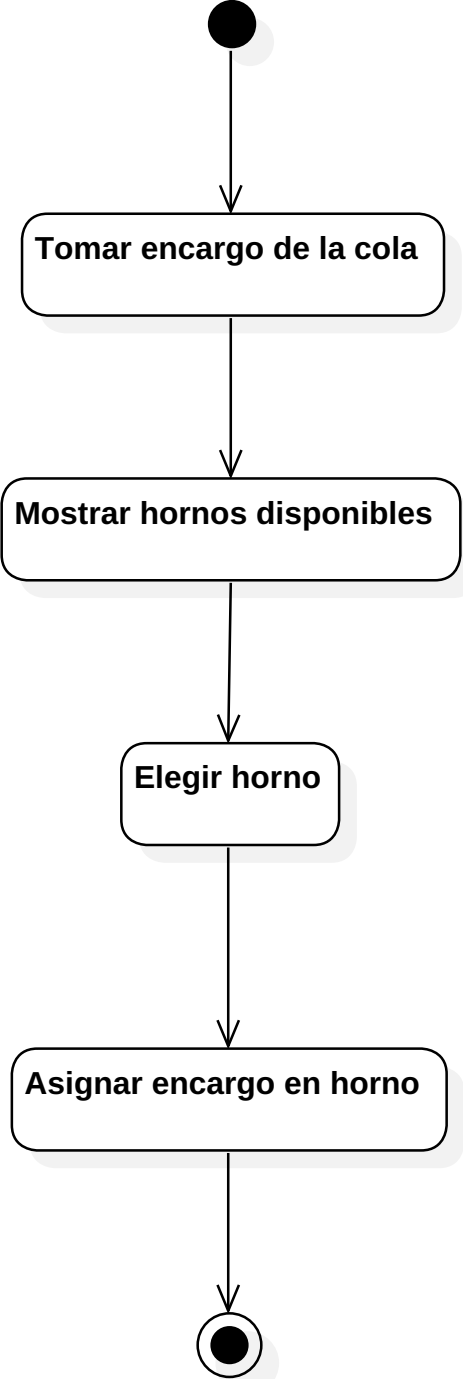 Tomar encargo de la cola
Mostrar hornos disponibles
Elegir horno
Asignar encargo en horno